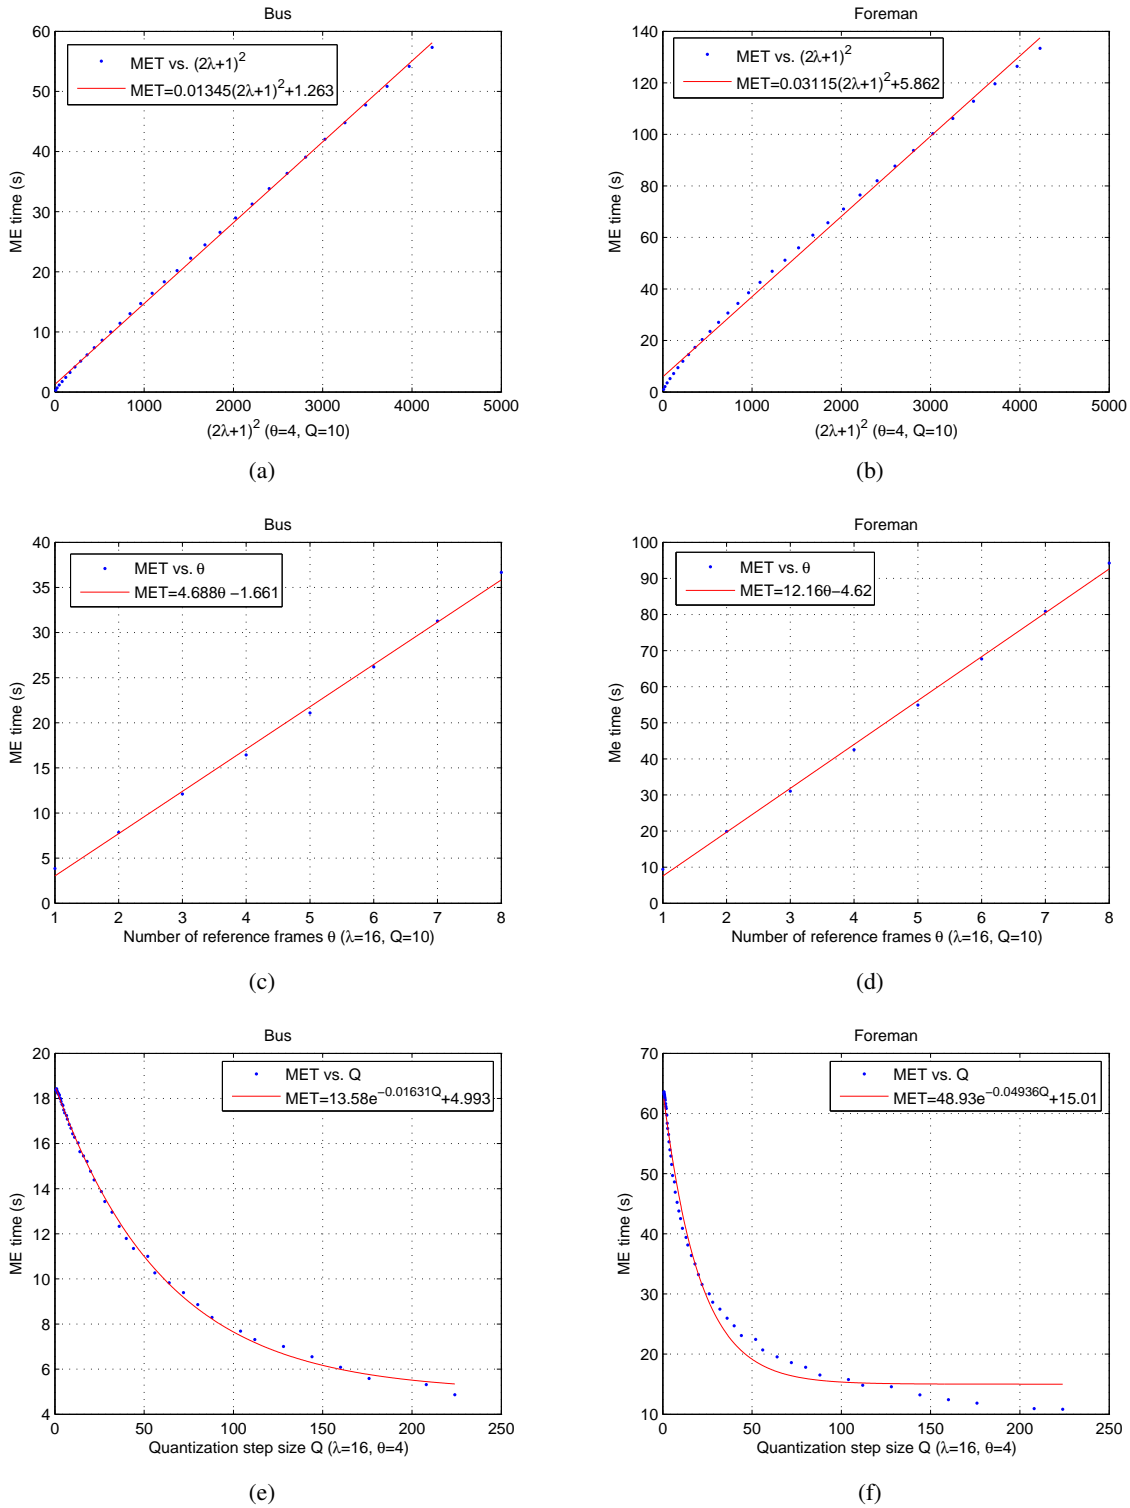 Bus
60
50
40
30
20
10
0
ME time (s)
MET vs. (2λ+1)²
MET=0.01345(2λ+1)²+1.263
0 1000 2000 3000 4000 5000
(2λ+1)² (θ=4, Q=10)
(a)
Foreman
140
120
100
80
60
40
20
0
ME time (s)
MET vs. (2λ+1)²
MET=0.03115(2λ+1)²+5.862
0 1000 2000 3000 4000 5000
(2λ+1)² (θ=4, Q=10)
(b)
Bus
40
35
30
25
20
15
10
5
0
ME time (s)
MET vs. θ
MET=4.688θ −1.661
1 2 3 4 5 6 7 8
Number of reference frames θ (λ=16, Q=10)
(c)
Foreman
100
90
80
70
60
50
40
30
20
10
0
Me time (s)
MET vs. θ
MET=12.16θ−4.62
1 2 3 4 5 6 7 8
Number of reference frames θ (λ=16, Q=10)
(d)
Bus
20
18
16
14
12
10
8
6
4
ME time (s)
MET vs. Q
MET=13.58e^−0.01631Q+4.993
0 50 100 150 200 250
Quantization step size Q (λ=16, θ=4)
(e)
Foreman
70
60
50
40
30
20
10
ME time (s)
MET vs. Q
MET=48.93e^−0.04936Q+15.01
0 50 100 150 200 250
Quantization step size Q (λ=16, θ=4)
(f)